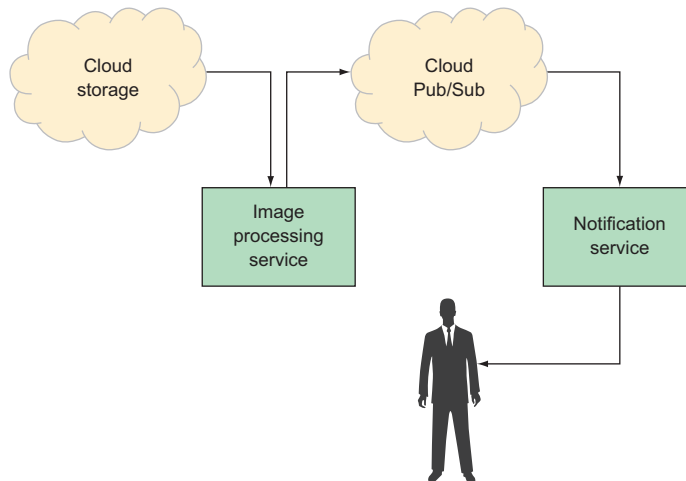 Cloud
storage
Cloud
Pub/Sub
Image
processing
service
Notification
service